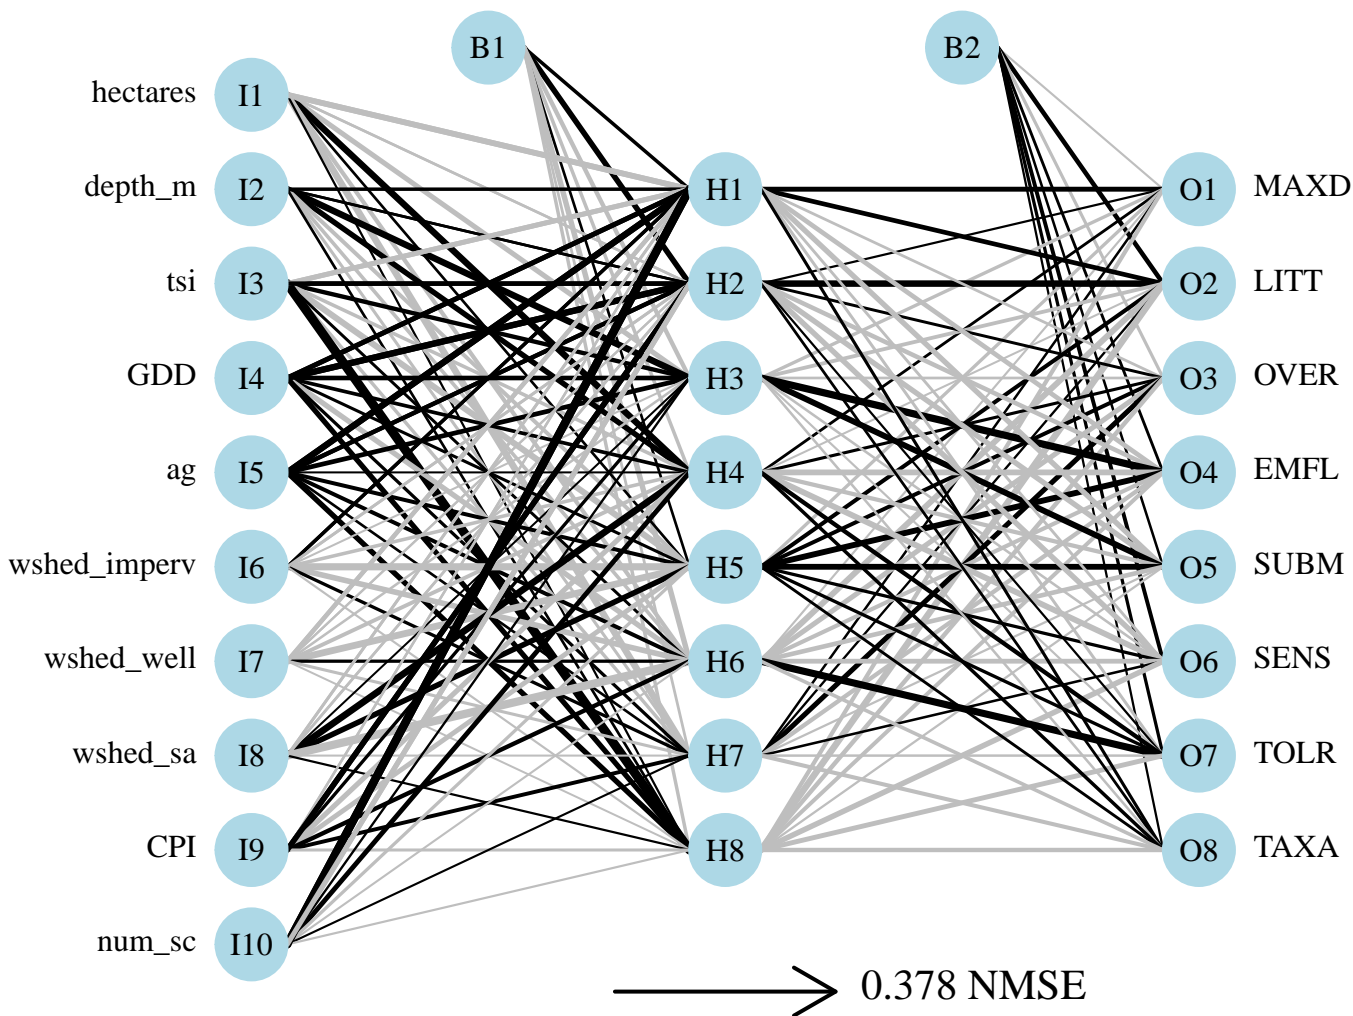 B1
B2
hectares I1
depth_m I2 H1 O1 MAXD
tsi I3 H2 O2 LITT
GDD I4 H3 O3 OVER
ag I5 H4 O4 EMFL
wshed_imperv I6 H5 O5 SUBM
wshed_well I7 H6 O6 SENS
wshed_sa I8 H7 O7 TOLR
CPI I9 H8 O8 TAXA
num_sc I10
0.378 NMSE